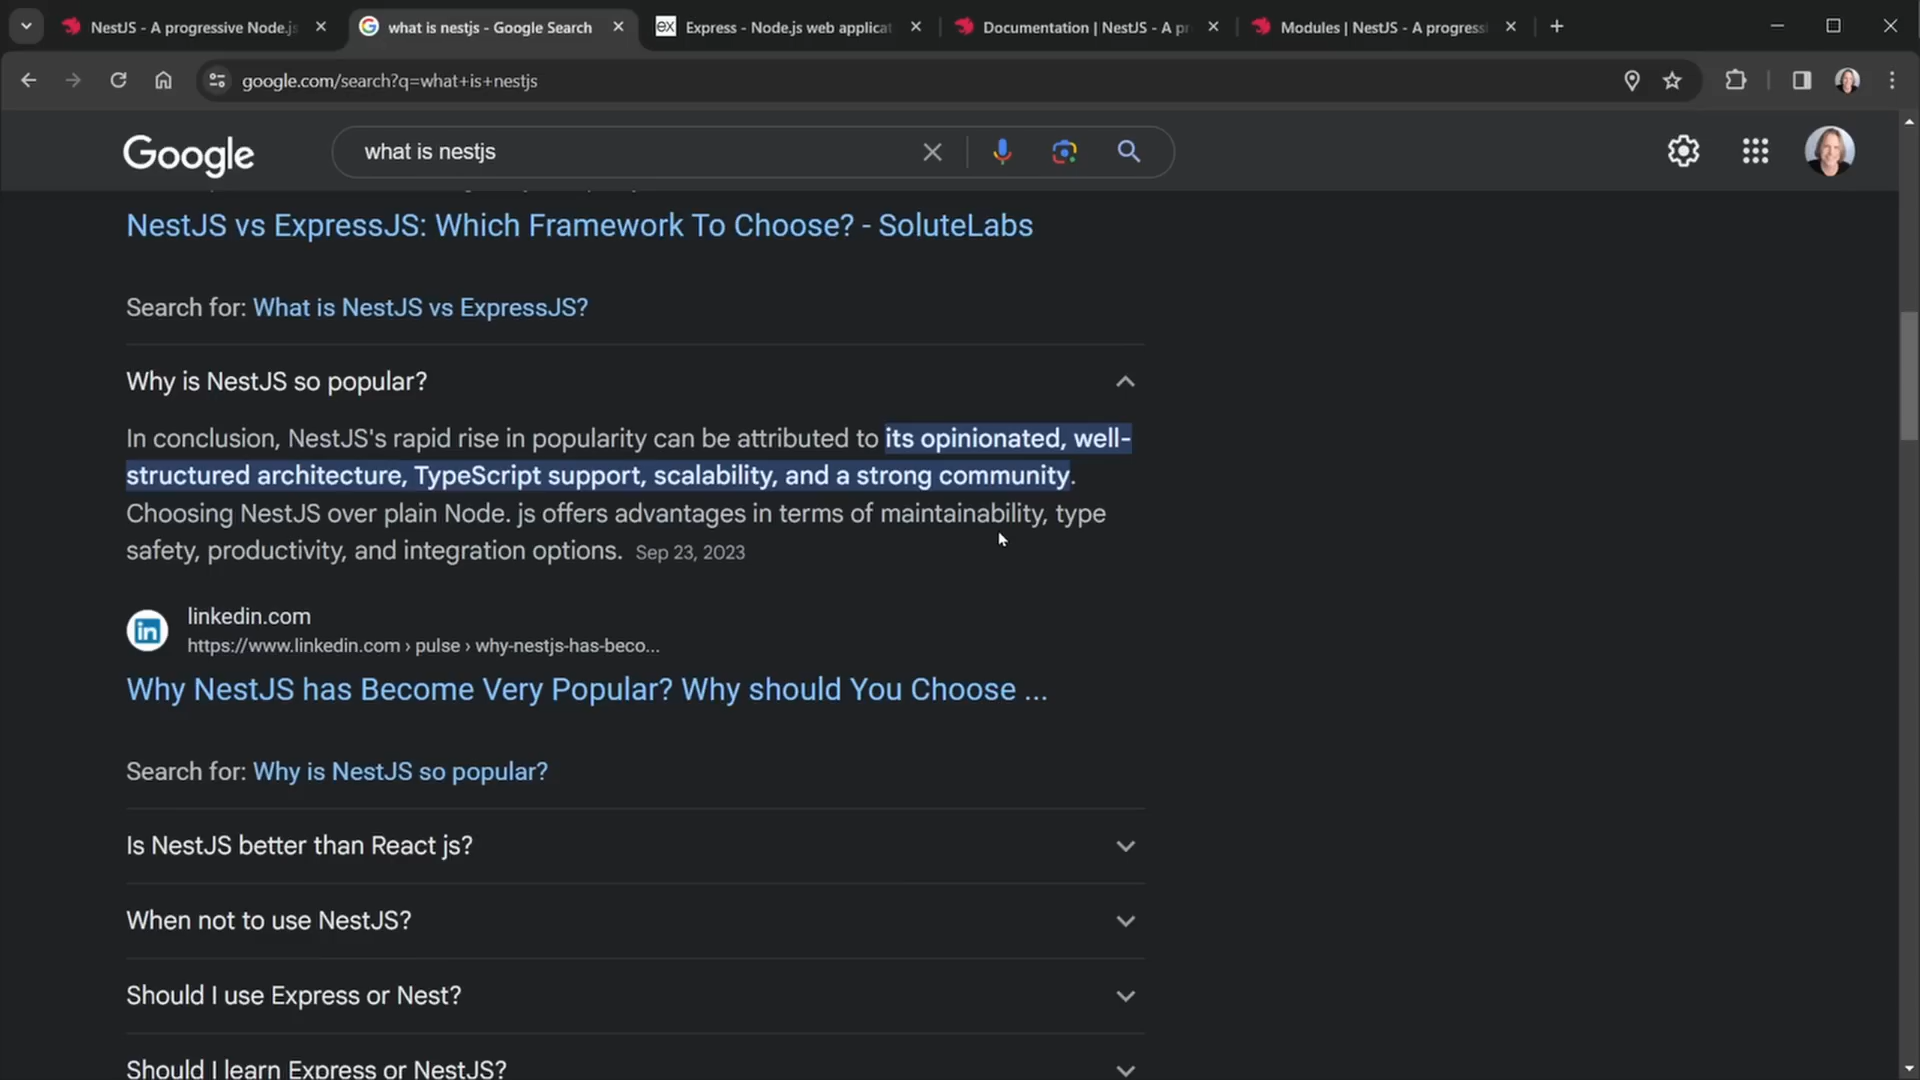 NestJS - A progressive Node.js
what is nestjs - Google Search
ex
Express - Node.js web applicat
Documentation | NestJS - A pr
Modules | NestJS - A progress
google.com/search?q=what+is+nestjs
Google
what is nestjs
NestJS vs ExpressJS: Which Framework To Choose? - SoluteLabs
Search for: What is NestJS vs ExpressJS?
Why is NestJS so popular?
In conclusion, NestJS's rapid rise in popularity can be attributed to its opinionated, well-
structured architecture, TypeScript support, scalability, and a strong community.
Choosing NestJS over plain Node. js offers advantages in terms of maintainability, type
safety, productivity, and integration options. Sep 23, 2023
in
linkedin.com
https://www.linkedin.com › pulse › why-nestjs-has-beco...
Why NestJS has Become Very Popular? Why should You Choose ...
Search for: Why is NestJS so popular?
Is NestJS better than React js?
When not to use NestJS?
Should I use Express or Nest?
Should I learn Express or NestJS?